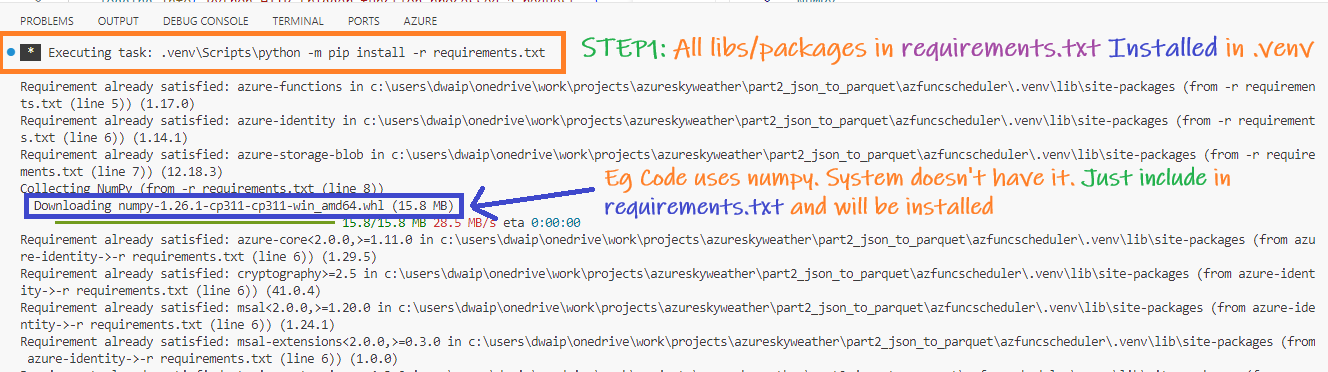 PROBLEMS OUTPUT DEBUG CONSOLE TERMINAL PORTS AZURE
* Executing task: .venv\Scripts\python -m pip install -r requirements.txt
STEP1: All libs/packages in requirements.txt Installed in .venv
Requirement already satisfied: azure-functions in c:\users\dwaip\onedrive\work\projects\azureskyweather\part2_json_to_parquet\azfuncscheduler\.venv\lib\site-packages (from -r requiremen
ts.txt (line 5)) (1.17.0)
Requirement already satisfied: azure-identity in c:\users\dwaip\onedrive\work\projects\azureskyweather\part2_json_to_parquet\azfuncscheduler\.venv\lib\site-packages (from -r requirement
s.txt (line 6)) (1.14.1)
Requirement already satisfied: azure-storage-blob in c:\users\dwaip\onedrive\work\projects\azureskyweather\part2_json_to_parquet\azfuncscheduler\.venv\lib\site-packages (from -r require
ments.txt (line 7)) (12.18.3)
Collecting NumPy (from -r requirements.txt (line 8))
Downloading numpy-1.26.1-cp311-cp311-win_amd64.whl (15.8 MB)
15.8/15.8 MB 28.5 MB/s eta 0:00:00
Eg Code uses numpy. System doesn't have it. Just include in
requirements.txt and will be installed
Requirement already satisfied: azure-core<2.0.0,>=1.11.0 in c:\users\dwaip\onedrive\work\projects\azureskyweather\part2_json_to_parquet\azfuncscheduler\.venv\lib\site-packages (from azu
re-identity->-r requirements.txt (line 6)) (1.29.5)
Requirement already satisfied: cryptography>=2.5 in c:\users\dwaip\onedrive\work\projects\azureskyweather\part2_json_to_parquet\azfuncscheduler\.venv\lib\site-packages (from azure-ident
ity->-r requirements.txt (line 6)) (41.0.4)
Requirement already satisfied: msal<2.0.0,>=1.20.0 in c:\users\dwaip\onedrive\work\projects\azureskyweather\part2_json_to_parquet\azfuncscheduler\.venv\lib\site-packages (from azure-ide
ntity->-r requirements.txt (line 6)) (1.24.1)
Requirement already satisfied: msal-extensions<2.0.0,>=0.3.0 in c:\users\dwaip\onedrive\work\projects\azureskyweather\part2_json_to_parquet\azfuncscheduler\.venv\lib\site-packages (from
azure-identity->-r requirements.txt (line 6)) (1.0.0)